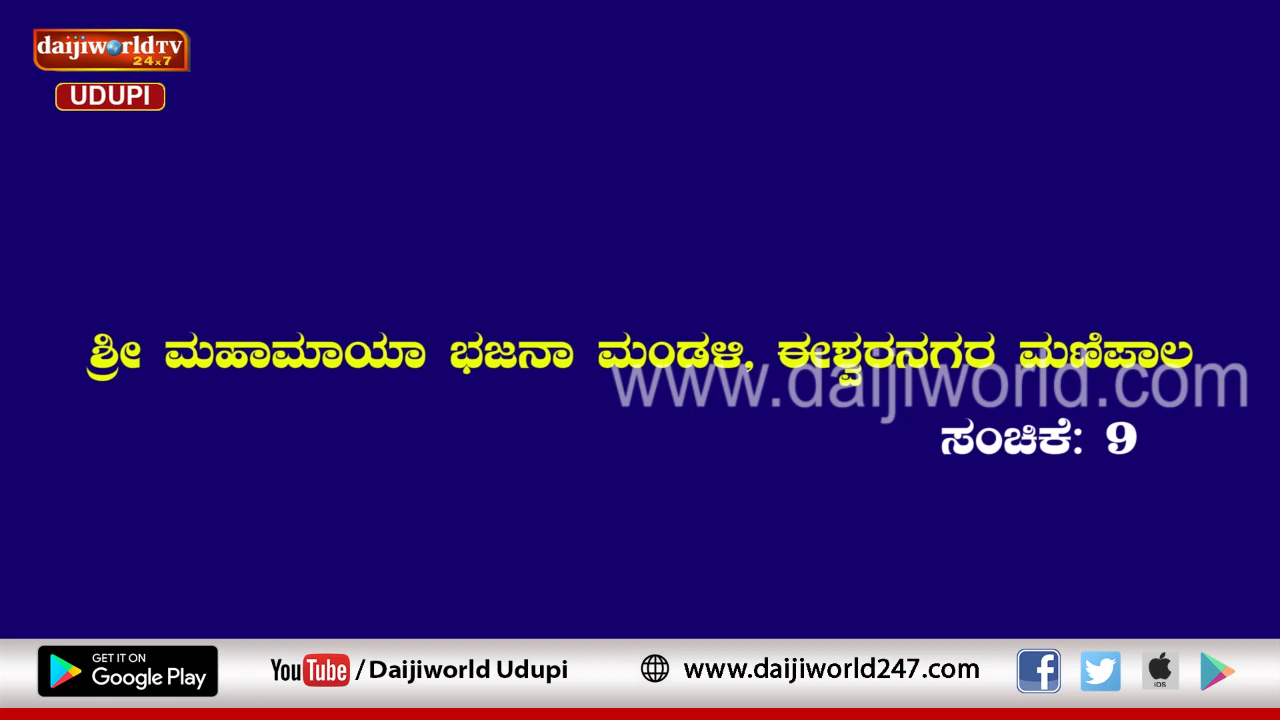 daijiworldTV
24x7
UDUPI
ಶ್ರೀ ಮಹಾಮಾಯಾ ಭಜನಾ ಮಂಡಳಿ, ಈಶ್ವರನಗರ ಮಣಿಪಾಲ
www.daijiworld.com
ಸಂಚಿಕೆ: 9
GET IT ON
Google Play
YouTube /Daijiworld Udupi
www.daijiworld247.com
iOS